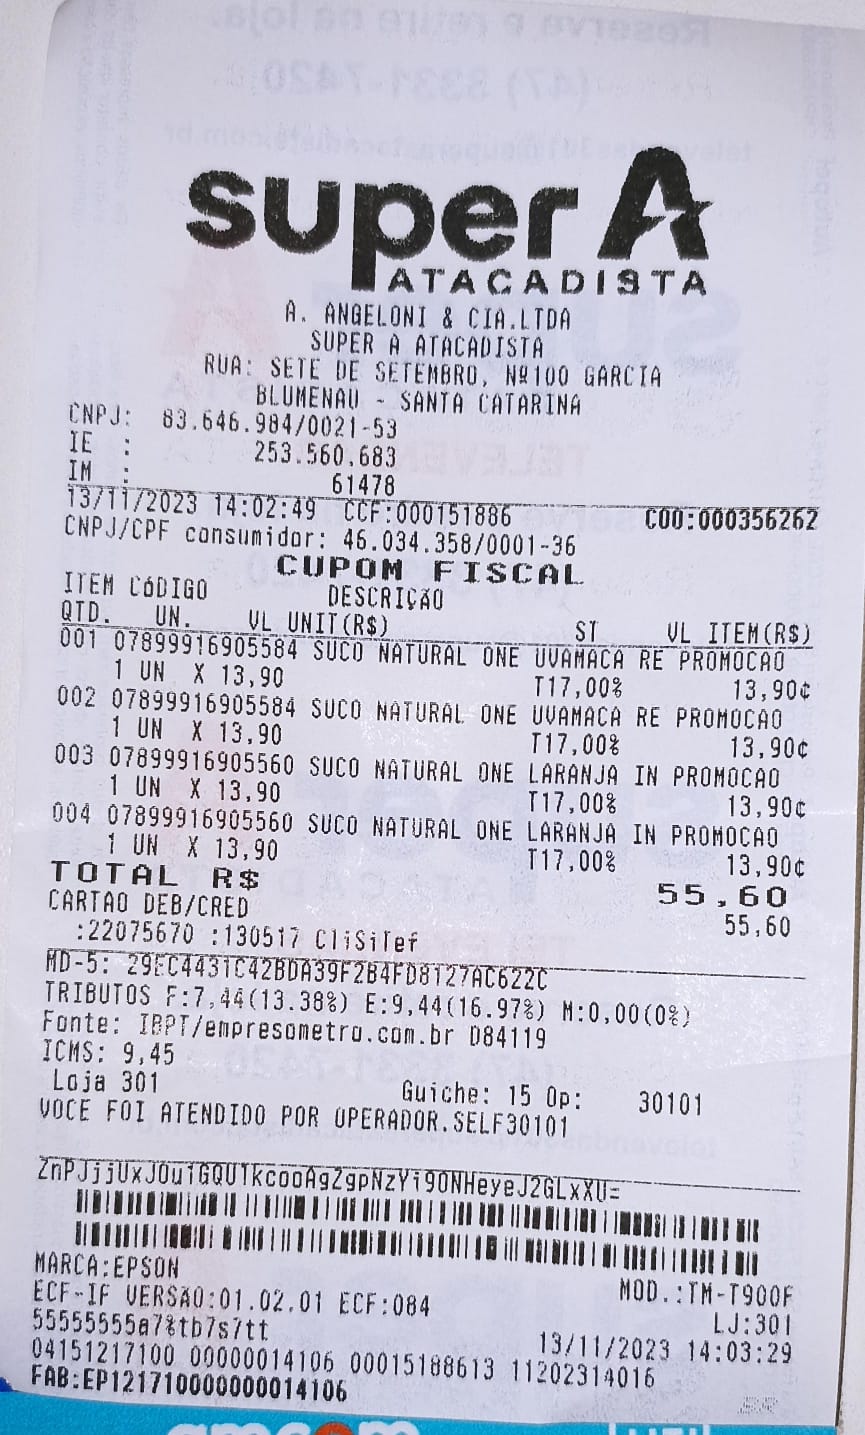 super A
ATACADISTA
A. ANGELONI & CIA.LTDA
SUPER A ATACADISTA
RUA: SETE DE SETEMBRO, Nº100 GARCIA
BLUMENAU - SANTA CATARINA
CNPJ: 83.646.984/0021-53
IE : 253.560.683
IM : 61478
13/11/2023 14:02:49 CCF:000151886 COO:000356262
CNPJ/CPF consumidor: 46.034.358/0001-36
CUPOM FISCAL
ITEM CóDIGO DESCRIÇÃO
QTD. UN. VL UNIT(R$) ST VL ITEM(R$)
001 07899916905584 SUCO NATURAL ONE UVAMACA RE PROMOCAO
1 UN X 13,90 T17,00% 13,90¢
002 07899916905584 SUCO NATURAL ONE UVAMACA RE PROMOCAO
1 UN X 13,90 T17,00% 13,90¢
003 07899916905560 SUCO NATURAL ONE LARANJA IN PROMOCAO
1 UN X 13,90 T17,00% 13,90¢
004 07899916905560 SUCO NATURAL ONE LARANJA IN PROMOCAO
1 UN X 13,90 T17,00% 13,90¢
TOTAL R$ 55,60
CARTAO DEB/CRED 55,60
:22075670 :130517 CliSiTef
MD-5: 29EC4431C42BDA39F2B4FD8127AC622C
TRIBUTOS F:7,44(13.38%) E:9,44(16.97%) M:0,00(0%)
Fonte: IBPT/empresometro.com.br D84119
ICMS: 9,45
Loja 301 Guiche: 15 Op: 30101
VOCE FOI ATENDIDO POR OPERADOR.SELF30101
MARCA:EPSON MOD.:TM-T900F
ECF-IF VERSÃO:01.02.01 ECF:084 LJ:301
55555555a7%tb7s7tt 13/11/2023 14:03:29
04151217100 00000014106 00015188613 11202314016
FAB:EP121710000000014106